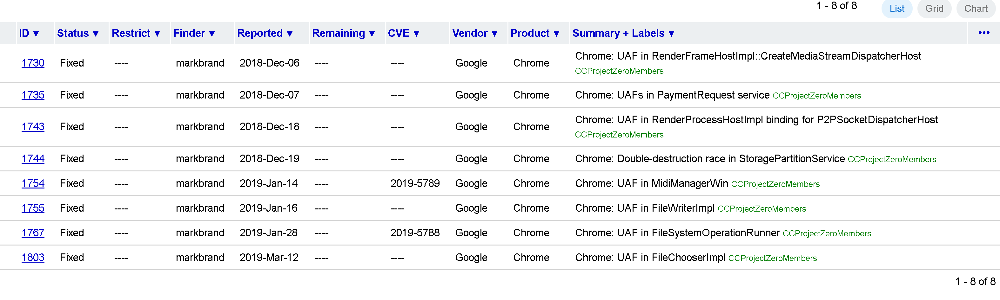 1 - 8 of 8 List Grid Chart
ID ▼ Status ▼ Restrict ▼ Finder ▼ Reported ▼ Remaining ▼ CVE ▼ Vendor ▼ Product ▼ Summary + Labels ▼ •••
1730 Fixed ---- markbrand 2018-Dec-06 ---- ---- Google Chrome Chrome: UAF in RenderFrameHostImpl::CreateMediaStreamDispatcherHost
CCProjectZeroMembers
1735 Fixed ---- markbrand 2018-Dec-07 ---- ---- Google Chrome Chrome: UAFs in PaymentRequest service CCProjectZeroMembers
1743 Fixed ---- markbrand 2018-Dec-18 ---- ---- Google Chrome Chrome: UAF in RenderProcessHostImpl binding for P2PSocketDispatcherHost
CCProjectZeroMembers
1744 Fixed ---- markbrand 2018-Dec-19 ---- ---- Google Chrome Chrome: Double-destruction race in StoragePartitionService CCProjectZeroMembers
1754 Fixed ---- markbrand 2019-Jan-14 ---- 2019-5789 Google Chrome Chrome: UAF in MidiManagerWin CCProjectZeroMembers
1755 Fixed ---- markbrand 2019-Jan-16 ---- ---- Google Chrome Chrome: UAF in FileWriterImpl CCProjectZeroMembers
1767 Fixed ---- markbrand 2019-Jan-28 ---- 2019-5788 Google Chrome Chrome: UAF in FileSystemOperationRunner CCProjectZeroMembers
1803 Fixed ---- markbrand 2019-Mar-12 ---- ---- Google Chrome Chrome: UAF in FileChooserImpl CCProjectZeroMembers
1 - 8 of 8